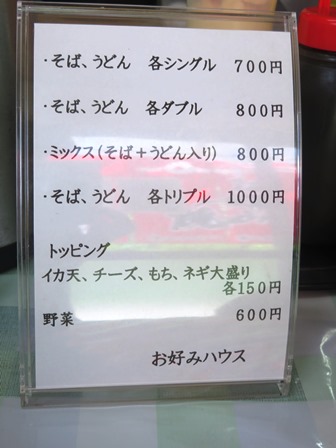 ・そば、うどん　各シングル　700円
・そば、うどん　各ダブル　800円
・ミックス(そば＋うどん入り)　800円
・そば、うどん　各トリプル　1000円
トッピング
イカ天、チーズ、もち、ネギ大盛り
各150円
野菜　600円
お好みハウス